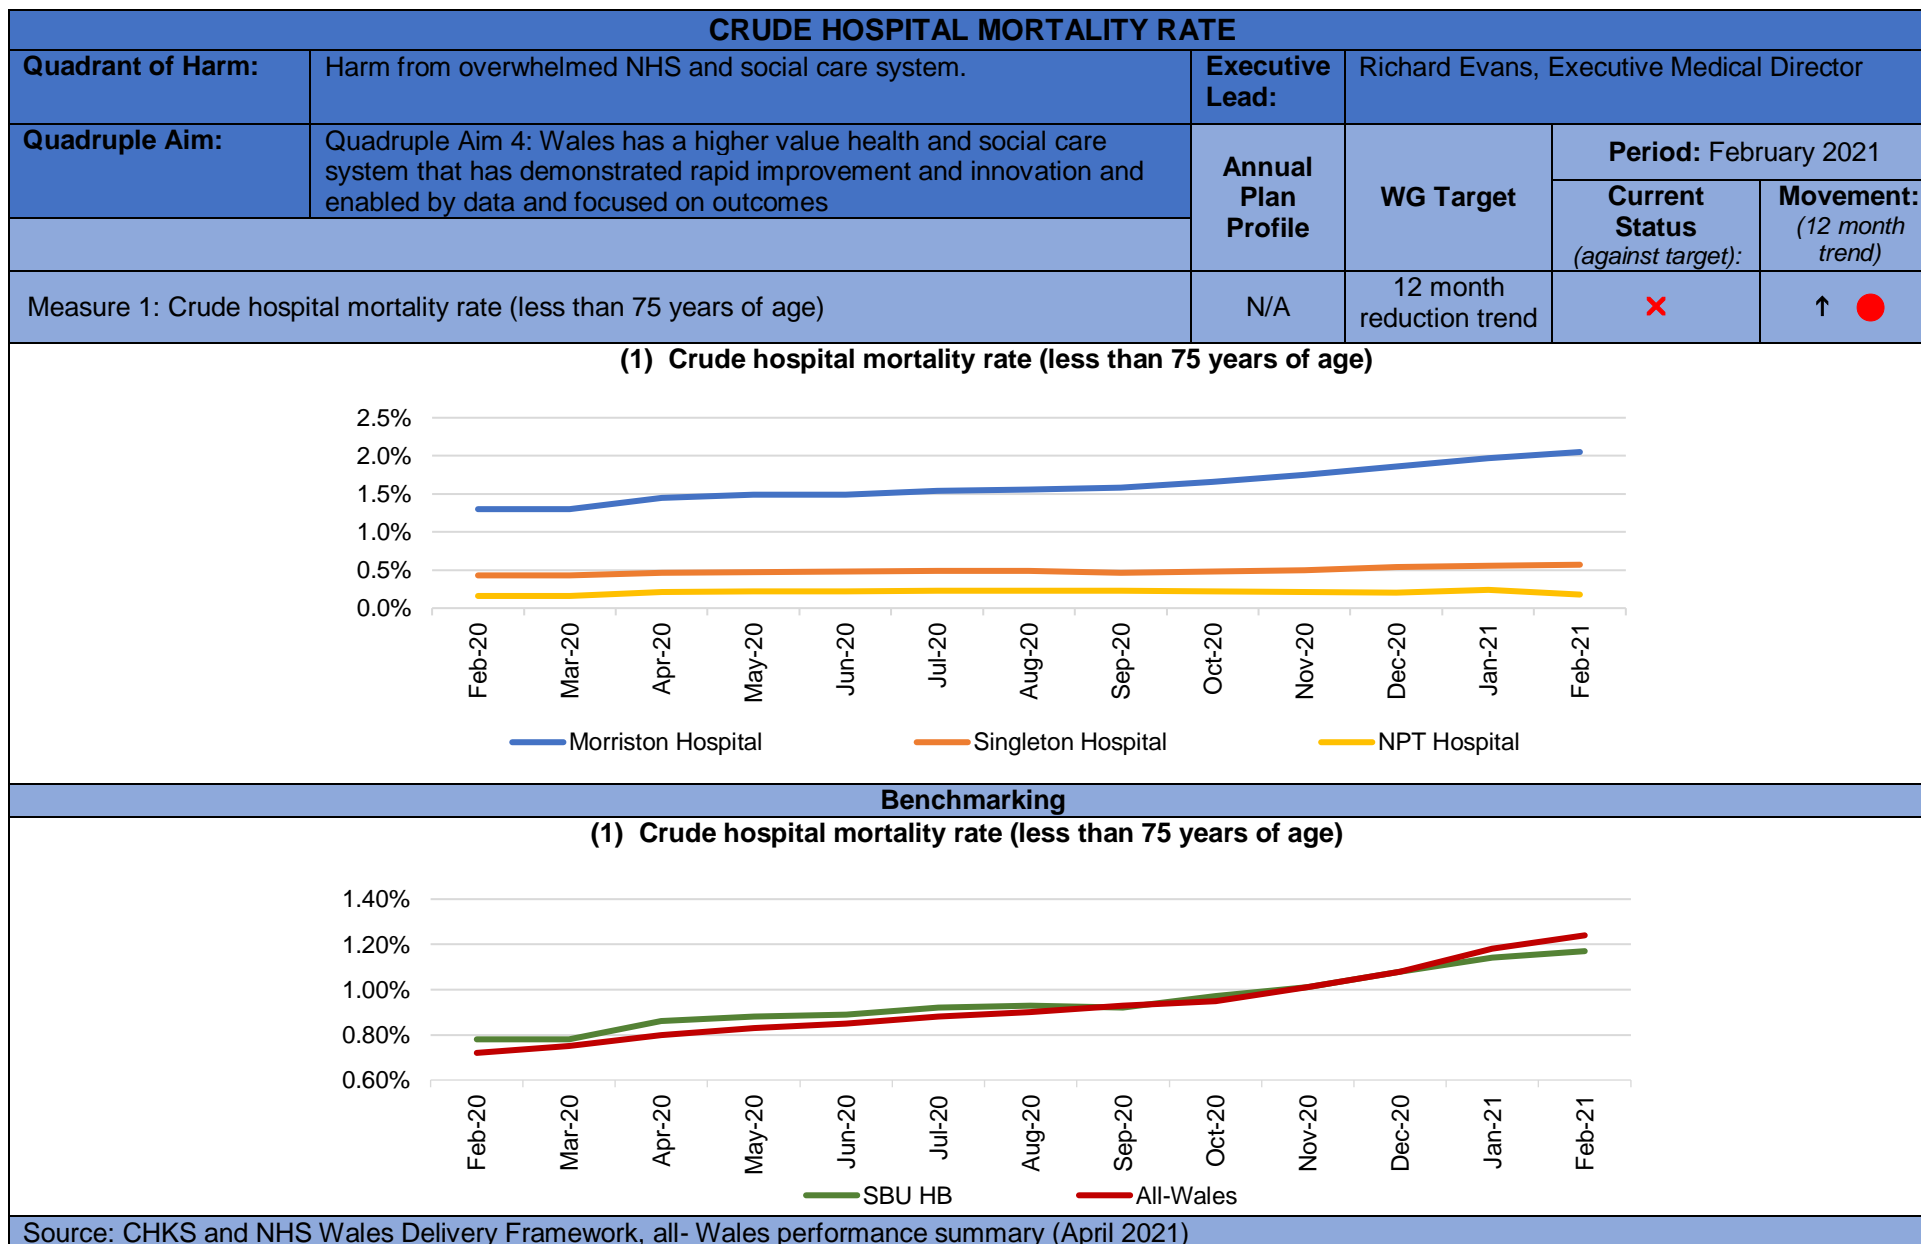 CRUDE HOSPITAL MORTALITY RATE
Quadrant of Harm:
Harm from overwhelmed NHS and social care system.
Executive
Lead:
Richard Evans, Executive Medical Director
Quadruple Aim:
Quadruple Aim 4: Wales has a higher value health and social care
system that has demonstrated rapid improvement and innovation and
enabled by data and focused on outcomes
Annual
Plan
Profile
WG Target
Period: February 2021
Current
Status
(against target):
Movement:
(12 month
trend)
Measure 1: Crude hospital mortality rate (less than 75 years of age)
N/A
12 month
reduction trend
(1) Crude hospital mortality rate (less than 75 years of age)
2.5%
2.0%
1.5%
1.0%
0.5%
0.0%
Feb-20
Mar-20
Apr-20
May-20
Jun-20
Jul-20
Aug-20
Sep-20
Oct-20
Nov-20
Dec-20
Jan-21
Feb-21
Morriston Hospital
Singleton Hospital
NPT Hospital
Benchmarking
(1) Crude hospital mortality rate (less than 75 years of age)
1.40%
1.20%
1.00%
0.80%
0.60%
Feb-20
Mar-20
Apr-20
May-20
Jun-20
Jul-20
Aug-20
Sep-20
Oct-20
Nov-20
Dec-20
Jan-21
Feb-21
SBU HB
All-Wales
Source: CHKS and NHS Wales Delivery Framework, all- Wales performance summary (April 2021)